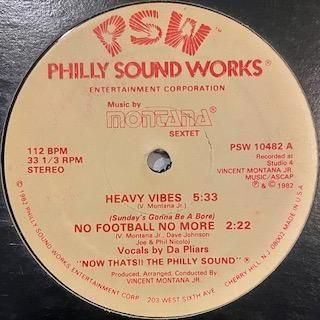 PSW
PHILLY SOUND WORKS®
ENTERTAINMENT CORPORATION
Music by
montana®
SEXTET
112 BPM
33 1/3 RPM
STEREO
PSW 10482 A
Recorded at
Studio 4
VINCENT MONTANA JR.
MUSIC/ASCAP
℗ & © 1982
HEAVY VIBES 5:33
(V. Montana Jr.)
(Sunday's Gonna Be A Bore)
NO FOOTBALL NO MORE 2:22
(V. Montana Jr., Dave Johnson
Joe & Phil Nicolo)
Vocals by Da Pliars
"NOW THATS!! THE PHILLY SOUND"®
Produced, Arranged, Conducted By
VINCENT MONTANA JR.
© 1982 PHILLY SOUND WORKS ENTERTAINMENT CORP. 203 WEST SIXTH AVE. CHERRY HILL, N.J. 08002 MADE IN U.S.A.